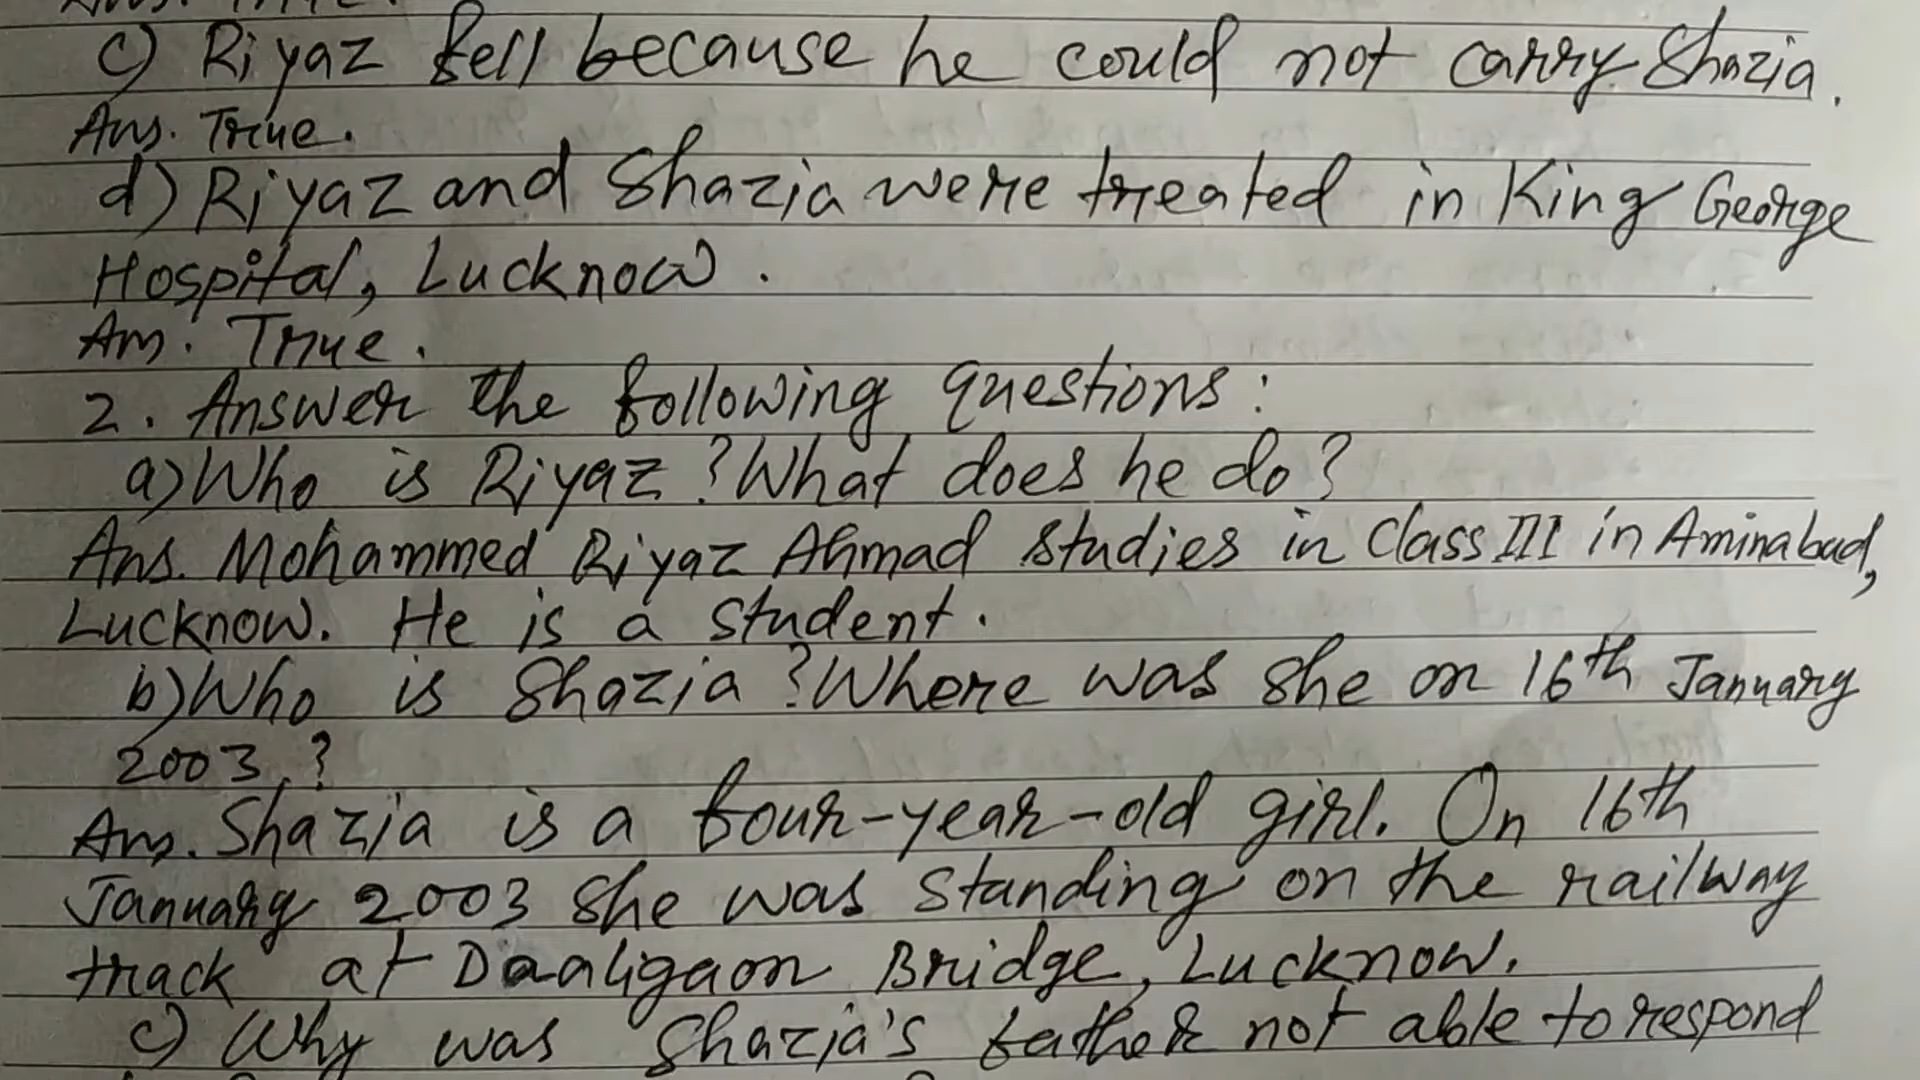 c) Riyaz fell because he could not carry Shazia.
Ans. True.
d) Riyaz and Shazia were treated in King George
Hospital, Lucknow.
Ans. True.
2. Answer the following questions:
a) Who is Riyaz? What does he do?
Ans. Mohammed Riyaz Ahmad studies in Class III in Aminabad,
Lucknow. He is a student.
b) Who is Shazia? Where was she on 16th January
2003?
Ans. Shazia is a four-year-old girl. On 16th
January 2003 she was standing on the railway
track at Daaligaon Bridge, Lucknow.
c) Why was Shazia's father not able to respond